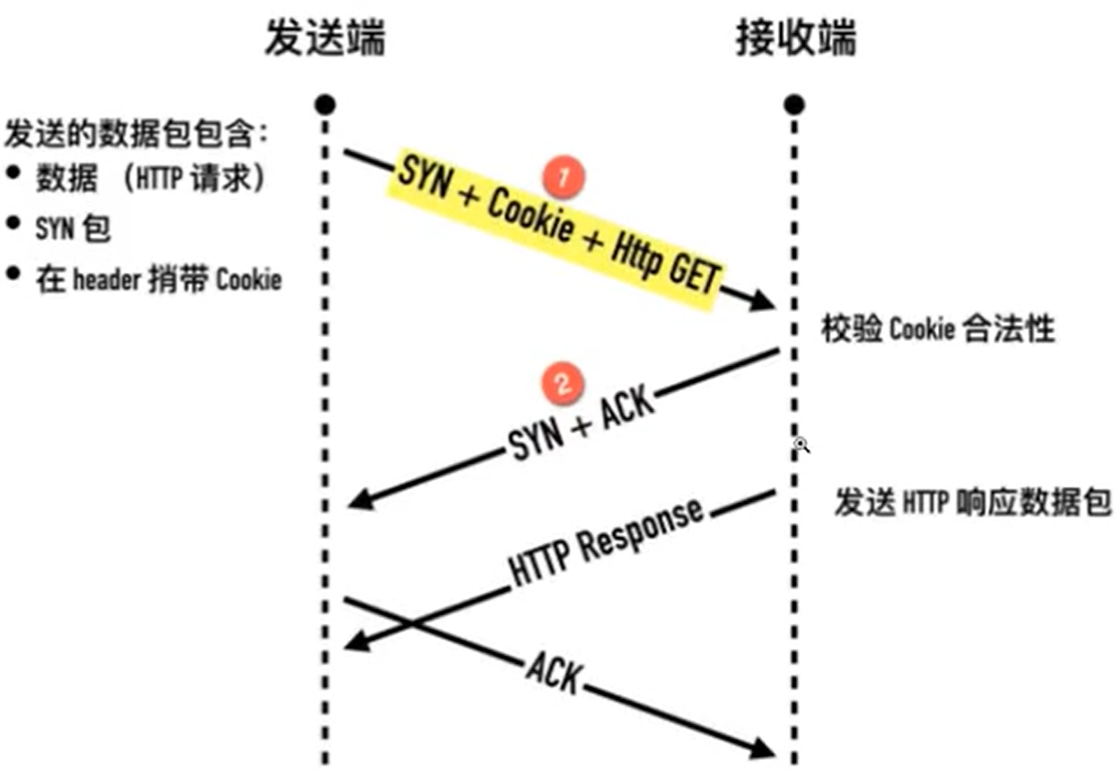 发送端
接收端
发送的数据包包含：
数据 （HTTP 请求）
SYN 包
在 header 捎带 Cookie
1
SYN + Cookie + Http GET
校验 Cookie 合法性
2
SYN + ACK
发送 HTTP 响应数据包
HTTP Response
ACK